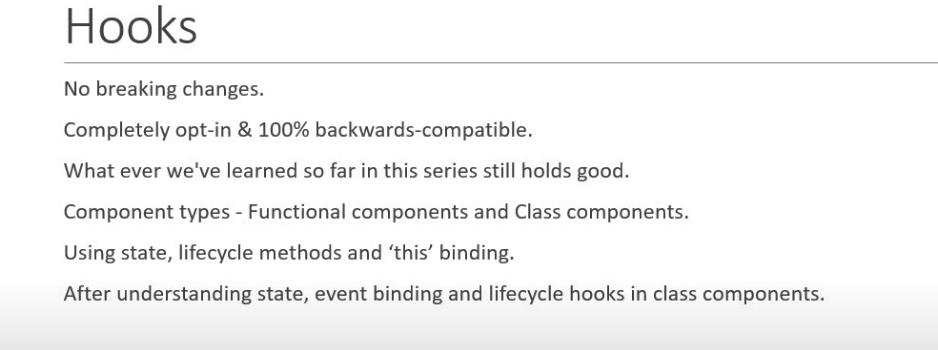 Hooks
No breaking changes.
Completely opt-in & 100% backwards-compatible.
What ever we've learned so far in this series still holds good.
Component types - Functional components and Class components.
Using state, lifecycle methods and ‘this’ binding.
After understanding state, event binding and lifecycle hooks in class components.